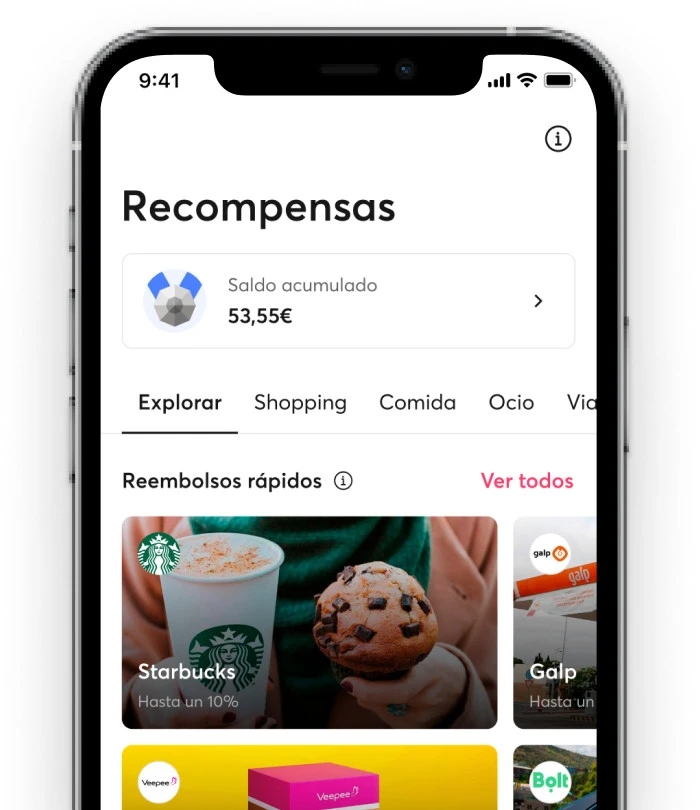 9:41
Recompensas
Saldo acumulado
53,55€
Explorar Shopping Comida Ocio Via
Reembolsos rápidos Ver todos
galp
galp
Starbucks
Hasta un 10%
Galp
Hasta un
Veepee
Veepee
Bolt